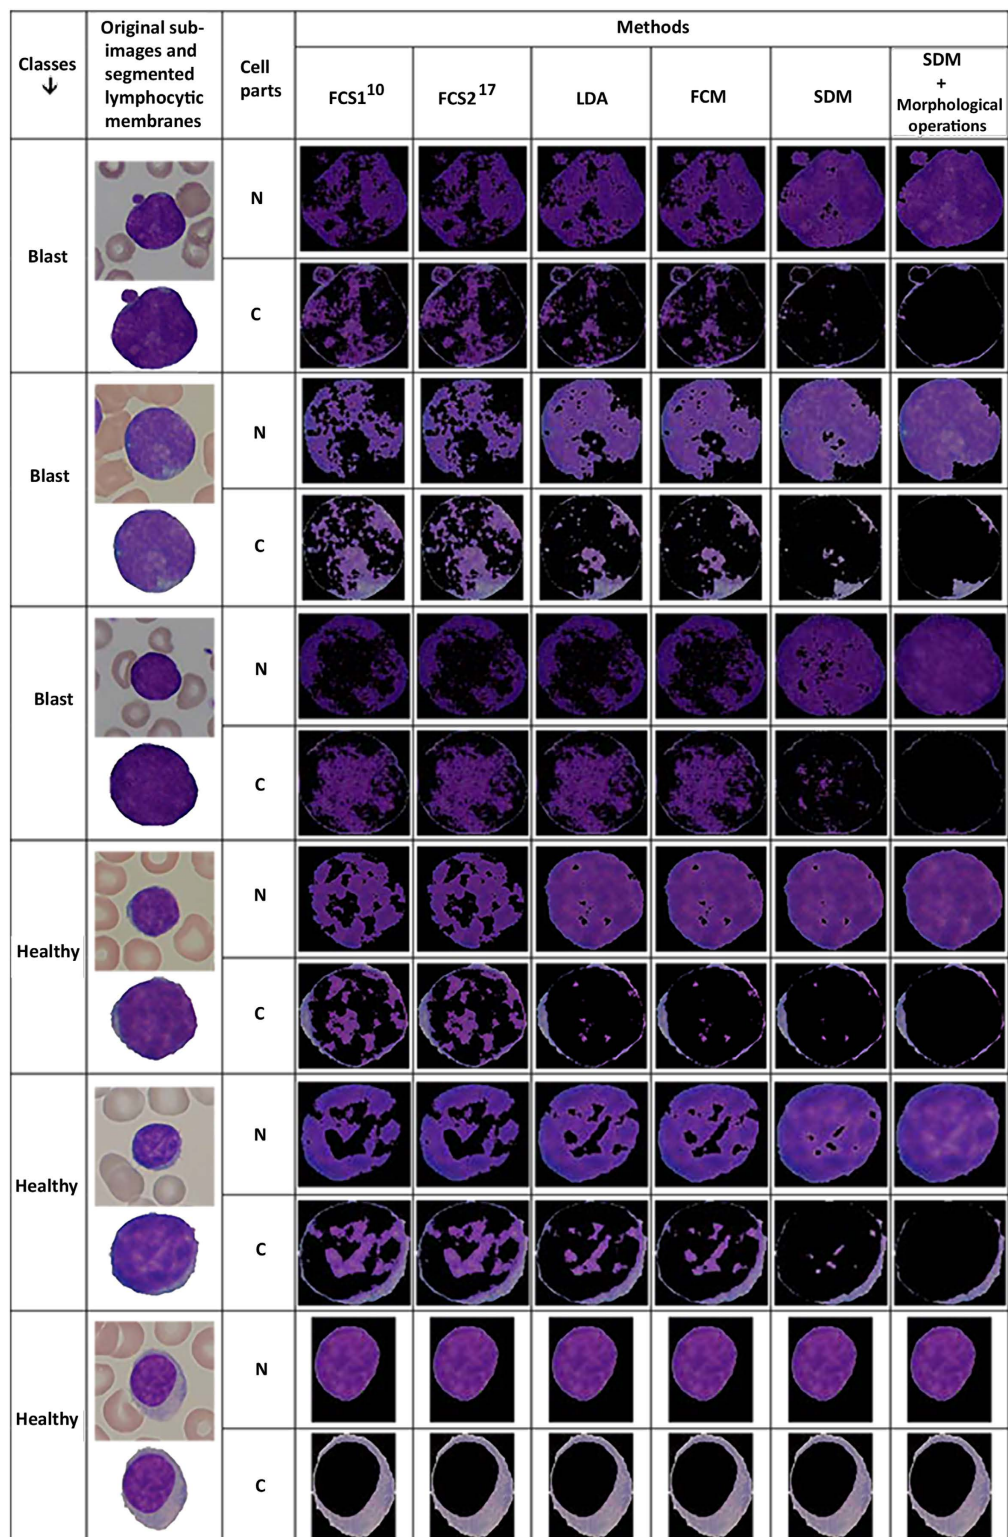 Classes
↓
Original sub-
images and
segmented
lymphocytic
membranes
Cell
parts
Methods
FCS1¹⁰
FCS2¹⁷
LDA
FCM
SDM
SDM
+
Morphological
operations
Blast
N
C
Blast
N
C
Blast
N
C
Healthy
N
C
Healthy
N
C
Healthy
N
C